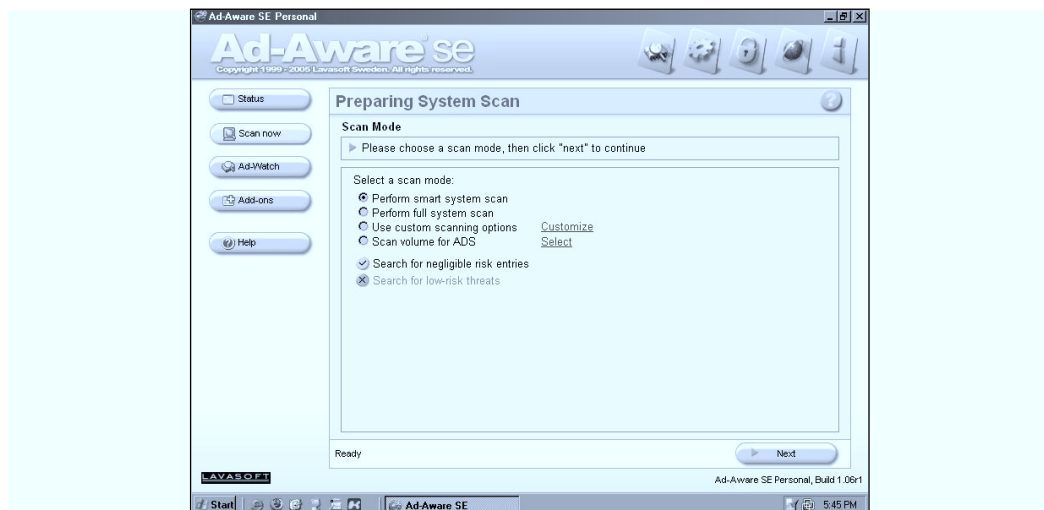 Ad-Aware SE Personal
Ad-Aware SE
Copyright 1999 - 2005 Lavasoft Sweden. All rights reserved.
Status
Scan now
Ad-Watch
Add-ons
Help
Preparing System Scan
Scan Mode
Please choose a scan mode, then click "next" to continue
Select a scan mode:
Perform smart system scan
Perform full system scan
Use custom scanning options Customize
Scan volume for ADS Select
Search for negligible risk entries
Search for low-risk threats
Ready
Next
LAVASOFT
Ad-Aware SE Personal, Build 1.06r1
Start
Ad-Aware SE
5:45 PM